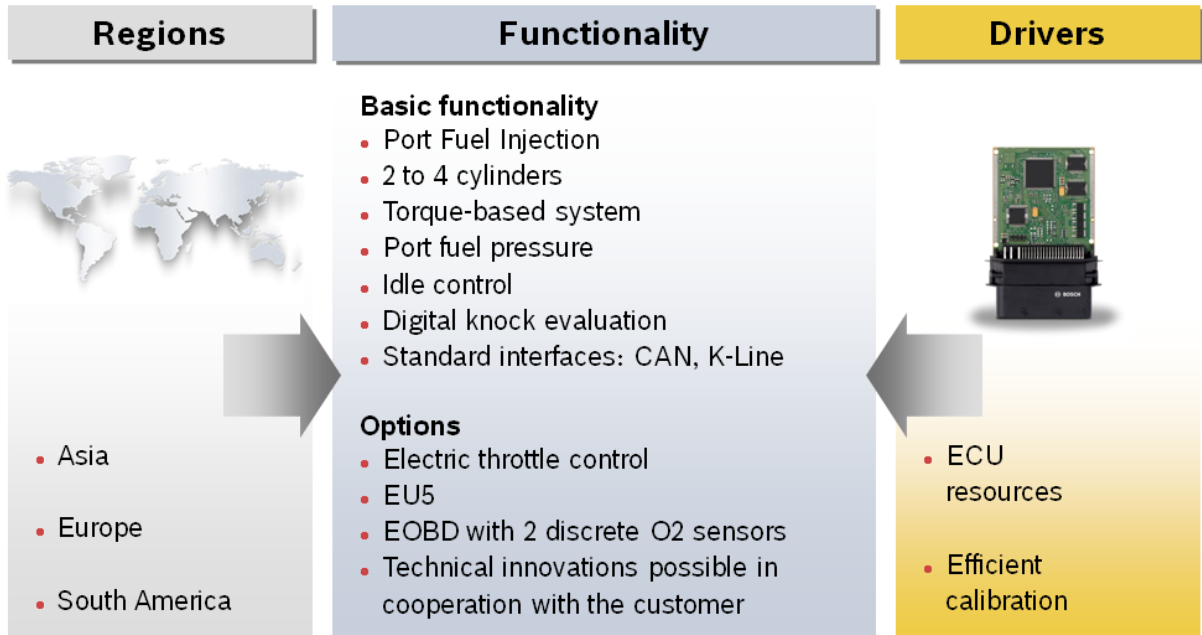 Regions
Asia
Europe
South America
Functionality
Basic functionality
Port Fuel Injection
2 to 4 cylinders
Torque-based system
Port fuel pressure
Idle control
Digital knock evaluation
Standard interfaces: CAN, K-Line
Options
Electric throttle control
EU5
EOBD with 2 discrete O2 sensors
Technical innovations possible in
cooperation with the customer
Drivers
BOSCH
ECU
resources
Efficient
calibration